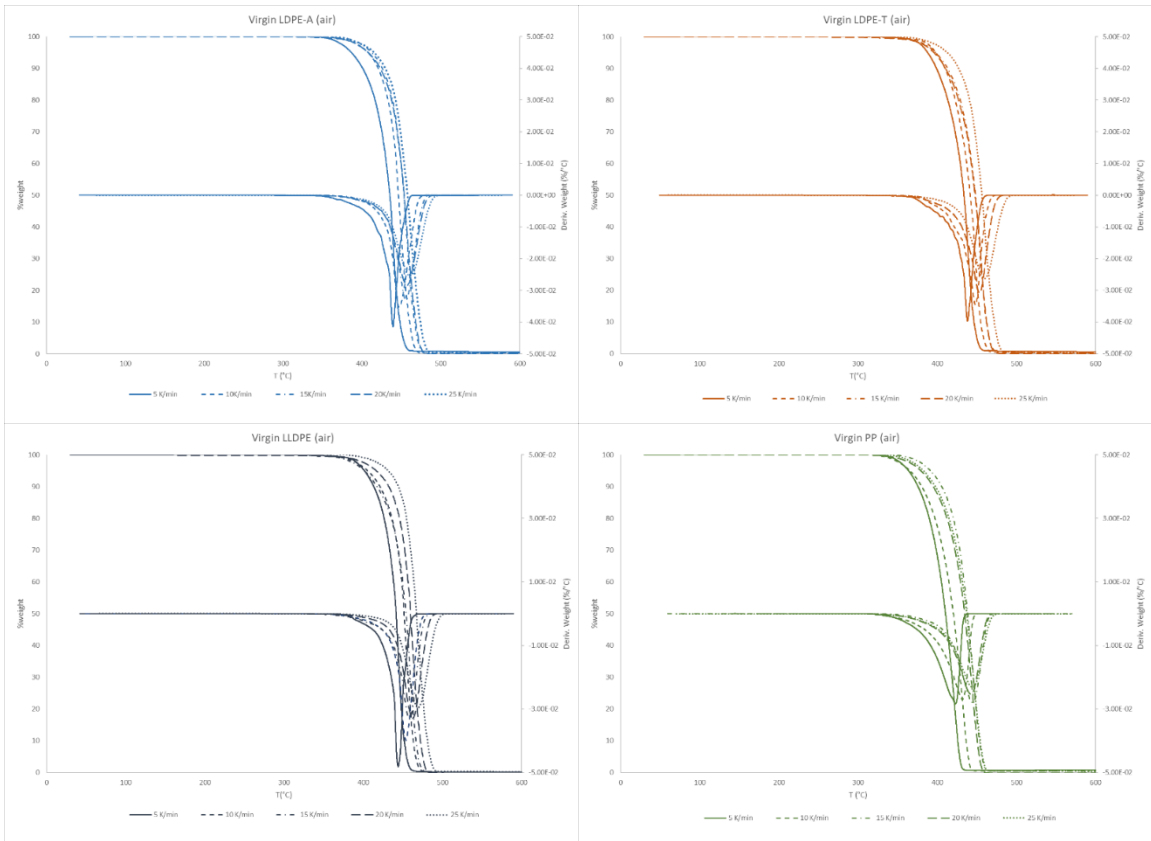 Virgin LDPE-A (air)
100
90
80
70
60
50
40
30
20
10
0
%weight
5.00E-02
4.00E-02
3.00E-02
2.00E-02
1.00E-02
0.00E+00
-1.00E-02
-2.00E-02
-3.00E-02
-4.00E-02
-5.00E-02
Deriv. Weight (%/°C)
0 100 200 300 400 500 600
T (°C)
5 K/min 10K/min 15K/min 20K/min 25 K/min
Virgin LDPE-T (air)
100
90
80
70
60
50
40
30
20
10
0
%weight
5.00E-02
4.00E-02
3.00E-02
2.00E-02
1.00E-02
0.00E+00
-1.00E-02
-2.00E-02
-3.00E-02
-4.00E-02
-5.00E-02
Deriv. Weight (%/°C)
0 100 200 300 400 500 600
T(°C)
5 K/min 10 K/min 15 K/min 20 K/min 25 K/min
Virgin LLDPE (air)
100
90
80
70
60
50
40
30
20
10
0
%weight
5.00E-02
3.00E-02
1.00E-02
-1.00E-02
-3.00E-02
-5.00E-02
Deriv. Weight (%/°C)
0 100 200 300 400 500 600
T(°C)
5 K/min 10 K/min 15 K/min 20 K/min 25 K/min
Virgin PP (air)
100
90
80
70
60
50
40
30
20
10
0
%weight
5.00E-02
3.00E-02
1.00E-02
-1.00E-02
-3.00E-02
-5.00E-02
Deriv. Weight (%/°C)
0 100 200 300 400 500 600
T (°C)
5 K/min 10 K/min 15 K/min 20 K/min 25 K/min